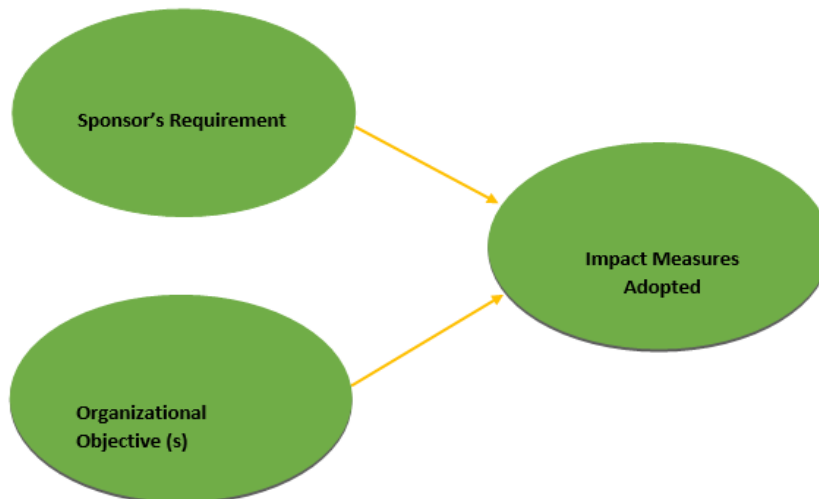 Sponsor’s Requirement
Impact Measures
Adopted
Organizational
Objective (s)